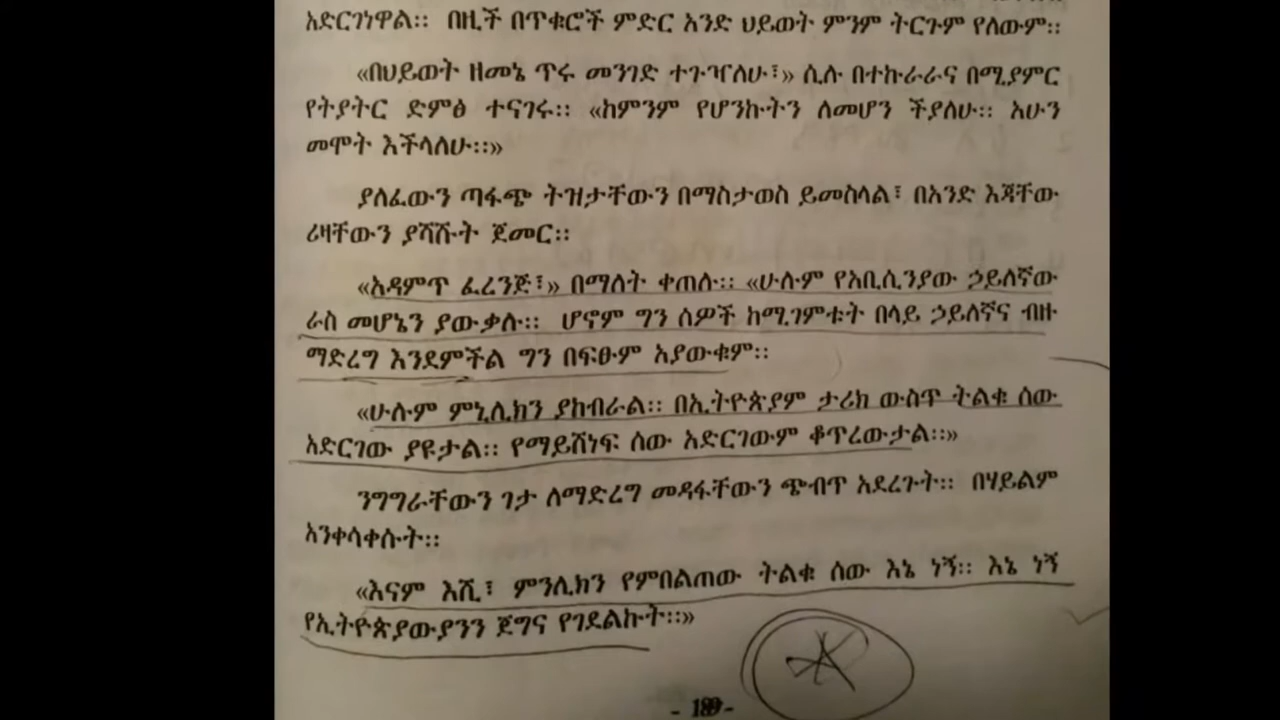 አድርገነዋል። በዚች በጥቁሮች ምድር አንድ ህይወት ምንም ትርጉም የለውም።
«በህይወት ዘመኔ ጥሩ መንገድ ተጉዣለሁ፣» ሲሉ በተኩራራና በሚያምር
የትያትር ድምፅ ተናገሩ። «ከምንም የሆንኩትን ለመሆን ችያለሁ። አሁን
መሞት እችላለሁ።»
ያለፈውን ጣፋጭ ትዝታቸውን በማስታወስ ይመስላል፣ በአንድ እጃቸው
ሪዛቸውን ያሻሹት ጀመር።
«አዳምጥ ፈረንጅ፣» በማለት ቀጠሉ። «ሁሉም የአቢሲንያው ኃይለኛው
ራስ መሆኔን ያውቃሉ። ሆኖም ግን ሰዎች ከሚገምቱት በላይ ኃይለኛና ብዙ
ማድረግ እንደምችል ግን በፍፁም አያውቁም።
«ሁሉም ምኒሊክን ያከብራል። በኢትዮጵያም ታሪክ ውስጥ ትልቁ ሰው
አድርገው ያዩታል። የማይሸነፍ ሰው አድርገውም ቆጥረውታል።»
ንግግራቸውን ገታ ለማድረግ መዳፋቸውን ጭብጥ አደረጉት። በሃይልም
አንቀሳቀሱት።
«እናም እሺ፣ ምንሊክን የምበልጠው ትልቁ ሰው እኔ ነኝ። እኔ ነኝ
የኢትዮጵያውያንን ጀግና የገደልኩት።»